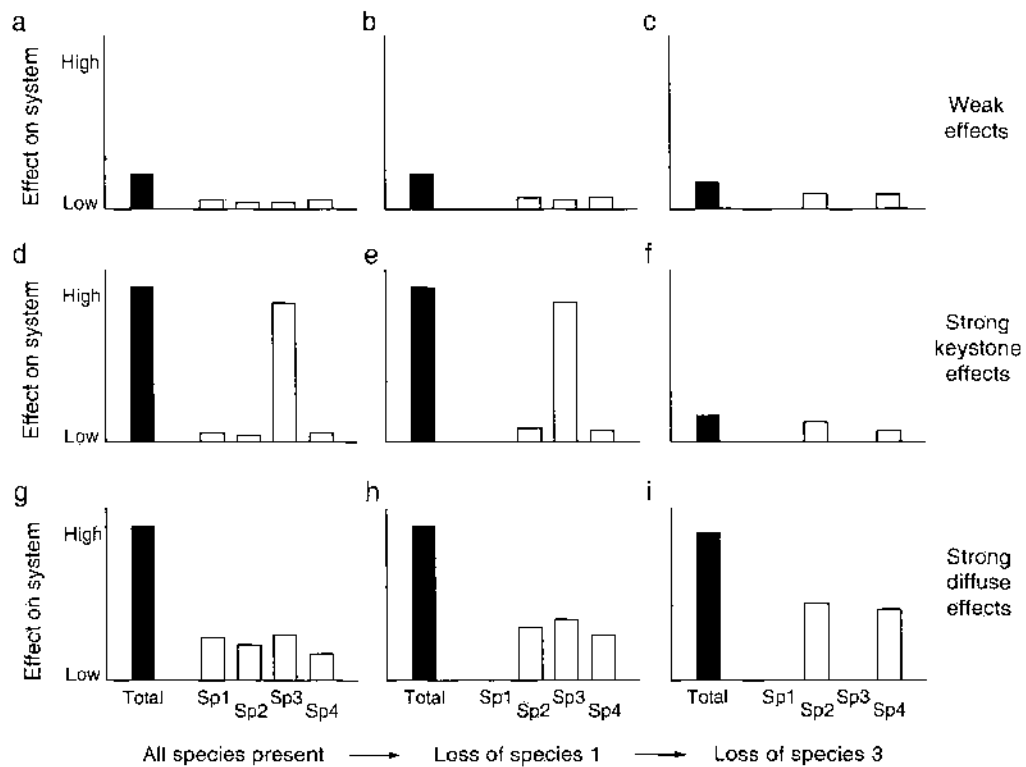 a
b
c
Effect on system
High
Low
Weak
effects
d
e
f
Effect on system
High
Low
Strong
keystone
effects
g
h
i
Effect on system
High
Low
Strong
diffuse
effects
Total Sp1 Sp2 Sp3 Sp4
Total Sp1 Sp2 Sp3 Sp4
Total Sp1 Sp2 Sp3 Sp4
All species present → Loss of species 1 → Loss of species 3